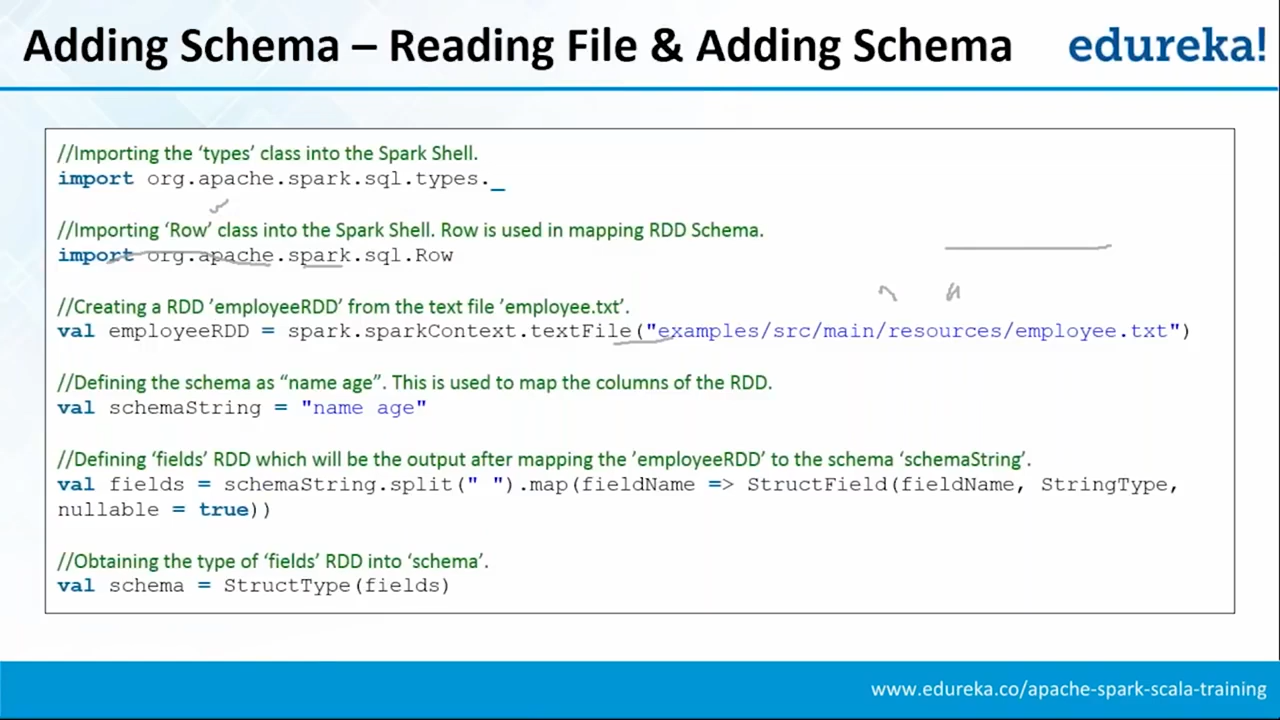 Adding Schema – Reading File & Adding Schema
edureka!
//Importing the ‘types’ class into the Spark Shell.
import org.apache.spark.sql.types._
//Importing ‘Row’ class into the Spark Shell. Row is used in mapping RDD Schema.
import org.apache.spark.sql.Row
//Creating a RDD ’employeeRDD’ from the text file ’employee.txt’.
val employeeRDD = spark.sparkContext.textFile("examples/src/main/resources/employee.txt")
//Defining the schema as “name age”. This is used to map the columns of the RDD.
val schemaString = "name age"
//Defining ‘fields’ RDD which will be the output after mapping the ’employeeRDD’ to the schema ‘schemaString’.
val fields = schemaString.split(" ").map(fieldName => StructField(fieldName, StringType,
nullable = true))
//Obtaining the type of ‘fields’ RDD into ‘schema’.
val schema = StructType(fields)
www.edureka.co/apache-spark-scala-training